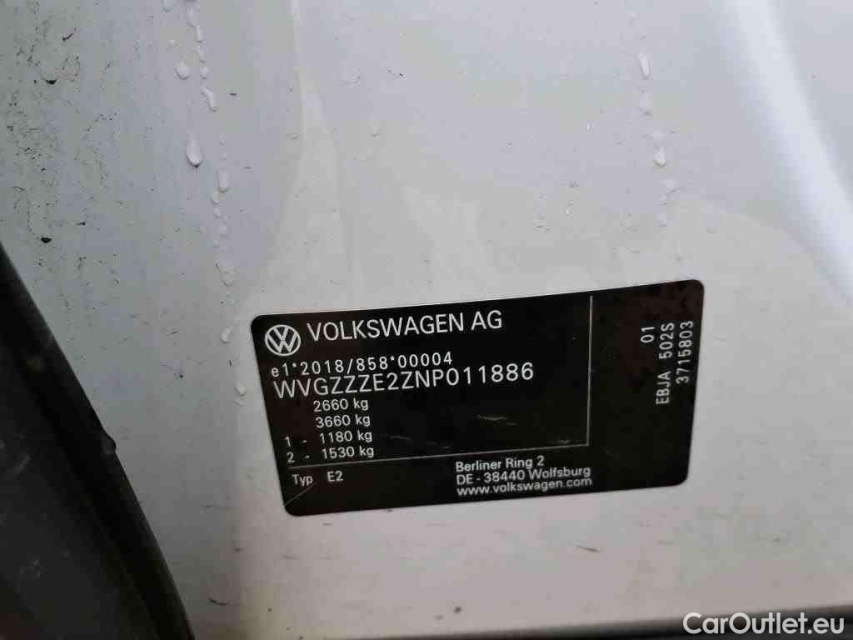 VOLKSWAGEN AG
e1*2018/858*00004
WVGZZZE2ZNP011886
2660 kg
3660 kg
1 - 1180 kg
2 - 1530 kg
Typ E2
Berliner Ring 2
DE - 38440 Wolfsburg
www.volkswagen.com
01
EBJA 502S
3715803
CarOutlet.eu